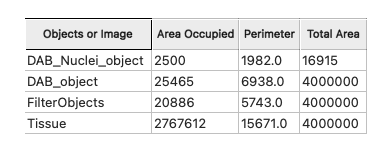 Objects or Image Area Occupied Perimeter Total Area
DAB_Nuclei_object 2500 1982.0 16915
DAB_object 25465 6938.0 4000000
FilterObjects 20886 5743.0 4000000
Tissue 2767612 15671.0 4000000